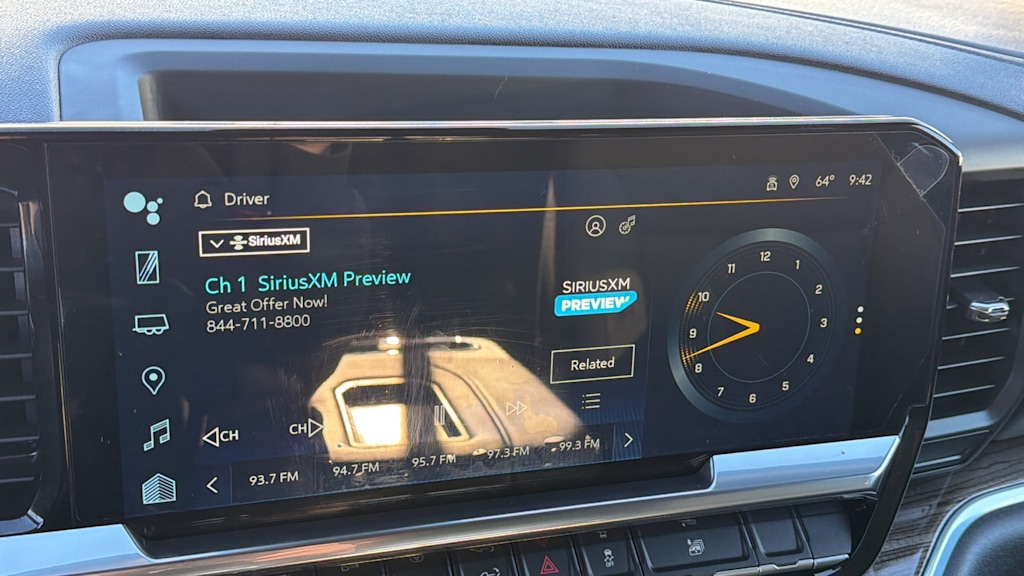 Driver
64° 9:42
SiriusXM
Ch 1 SiriusXM Preview
Great Offer Now!
844-711-8800
SIRIUSXM
PREVIEW
Related
CH CH
93.7 FM 94.7 FM 95.7 FM 97.3 FM 99.3 FM
12
1
2
3
4
5
6
7
8
9
10
11
OFF